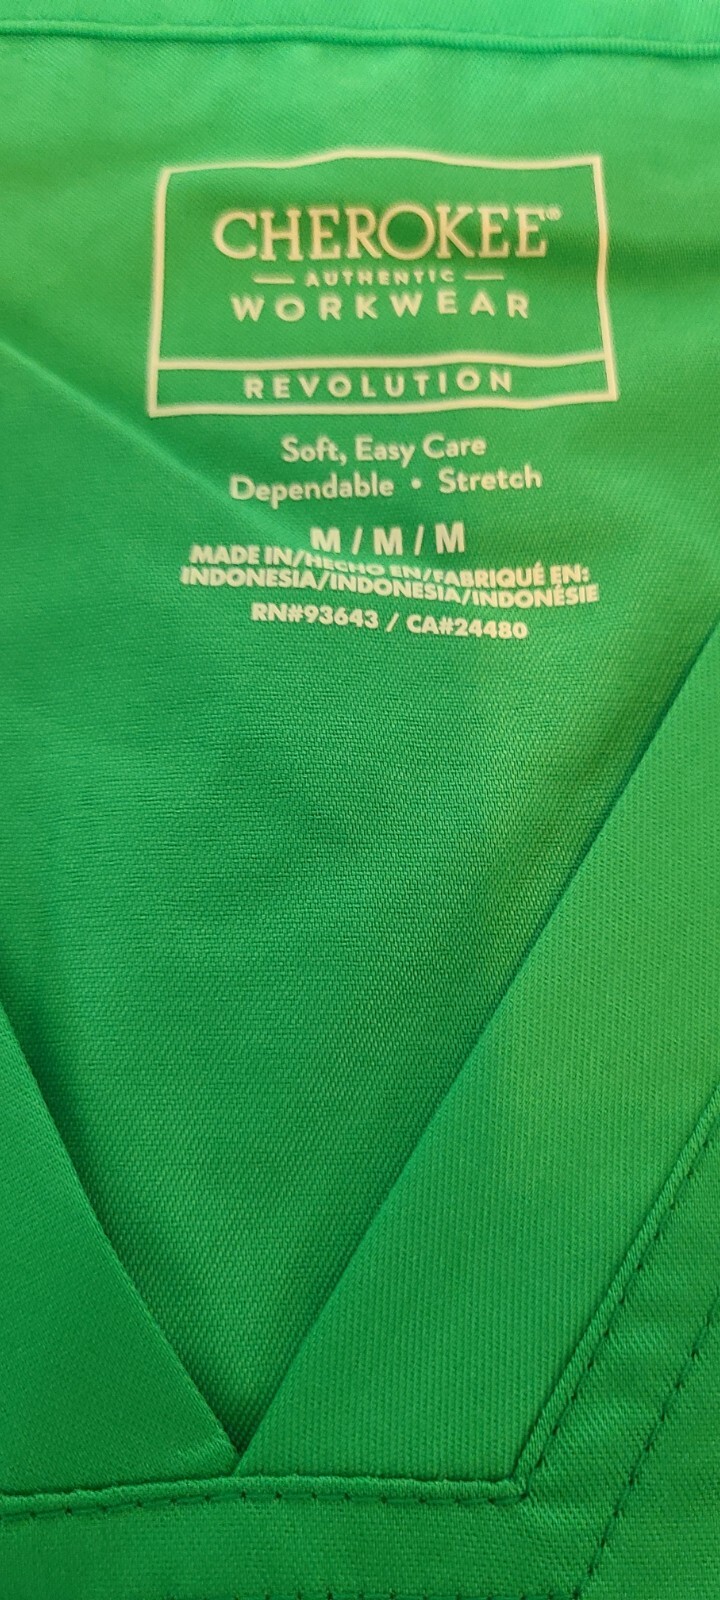 CHEROKEE®
AUTHENTIC
WORKWEAR
REVOLUTION
Soft, Easy Care
Dependable • Stretch
M / M / M
MADE IN/HECHO EN/FABRIQUÉ EN:
INDONESIA/INDONESIA/INDONÉSIE
RN#93643 / CA#24480